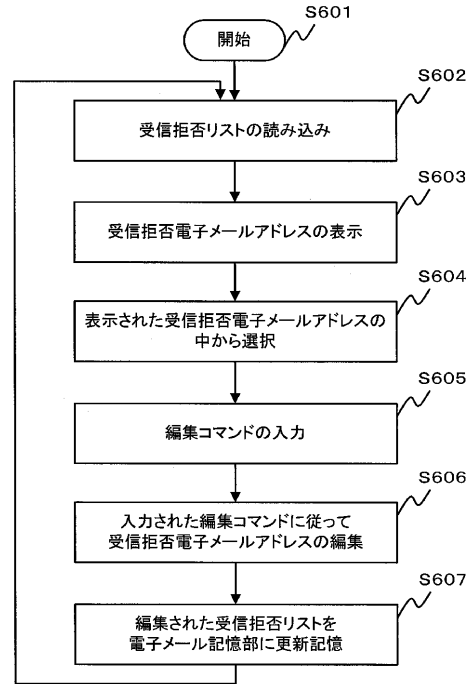 S601
開始
S602
受信拒否リストの読み込み
S603
受信拒否電子メールアドレスの表示
S604
表示された受信拒否電子メールアドレスの
中から選択
S605
編集コマンドの入力
S606
入力された編集コマンドに従って
受信拒否電子メールアドレスの編集
S607
編集された受信拒否リストを
電子メール記憶部に更新記憶